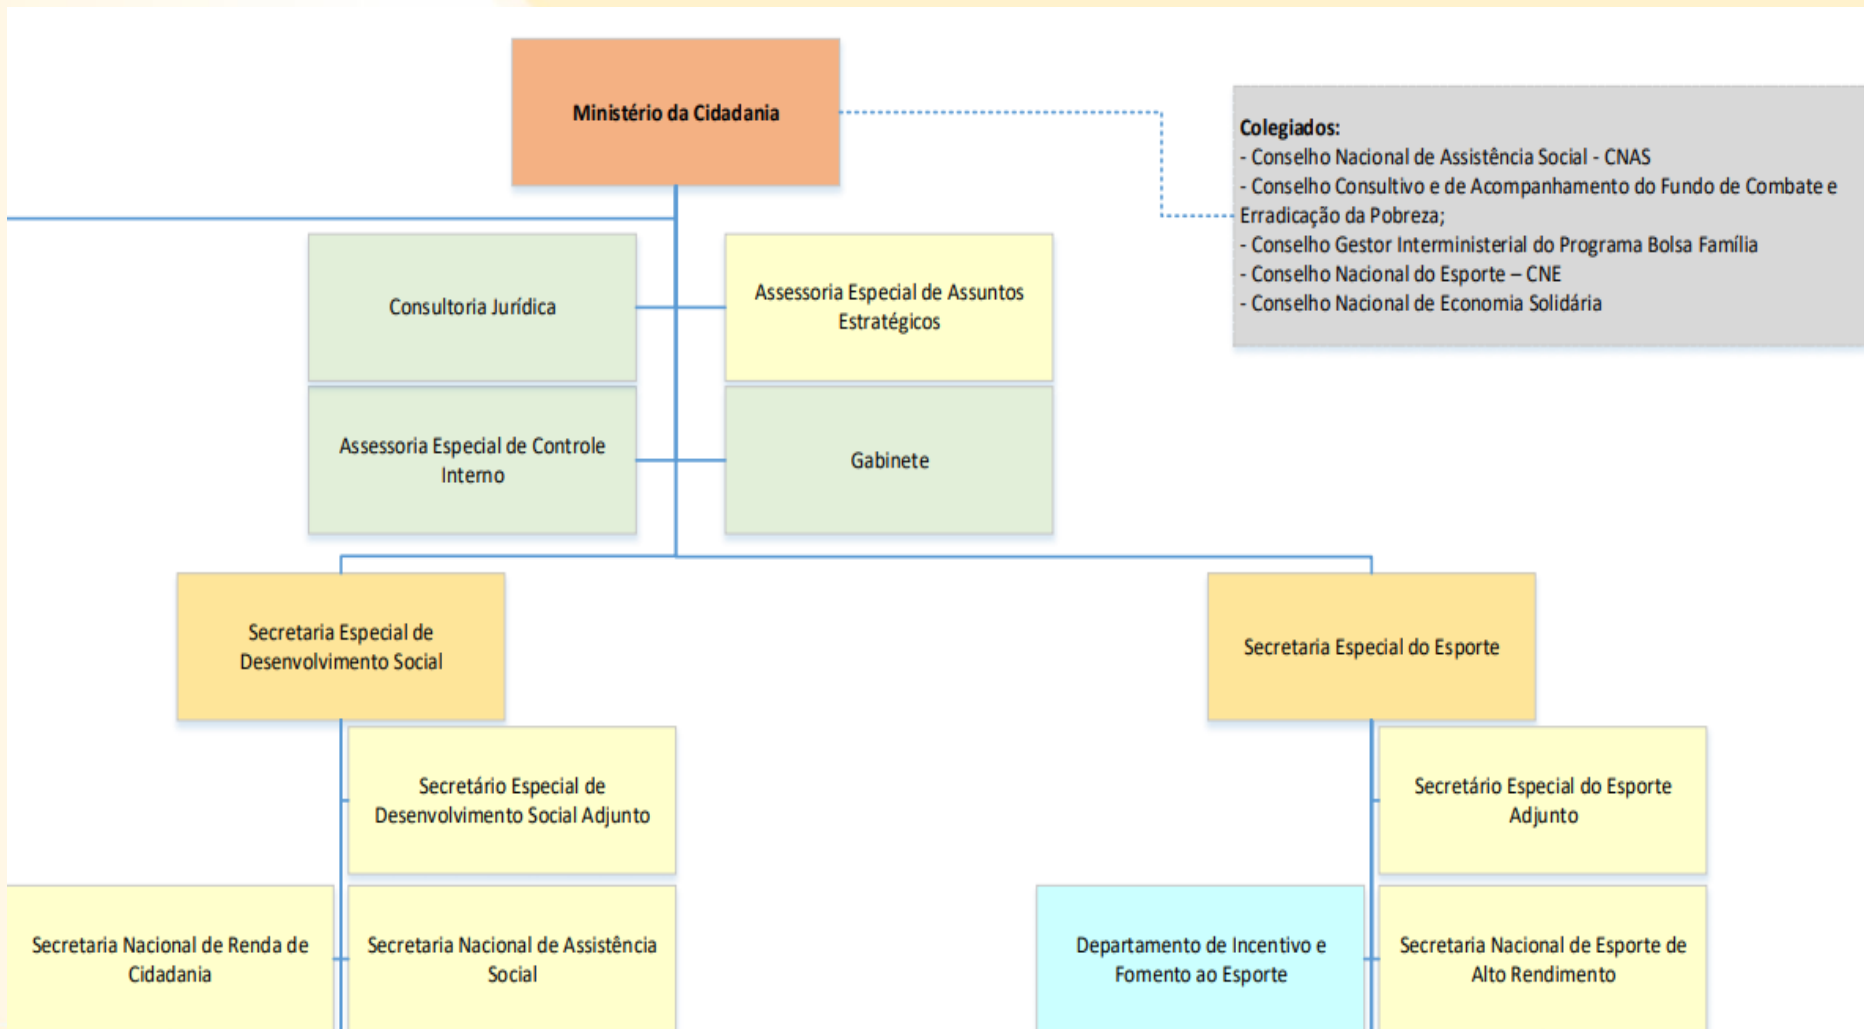 Ministério da Cidadania
Colegiados:
- Conselho Nacional de Assistência Social - CNAS
- Conselho Consultivo e de Acompanhamento do Fundo de Combate e
Erradicação da Pobreza;
- Conselho Gestor Interministerial do Programa Bolsa Família
- Conselho Nacional do Esporte – CNE
- Conselho Nacional de Economia Solidária
Consultoria Jurídica
Assessoria Especial de Assuntos
Estratégicos
Assessoria Especial de Controle
Interno
Gabinete
Secretaria Especial de
Desenvolvimento Social
Secretaria Especial do Esporte
Secretário Especial de
Desenvolvimento Social Adjunto
Secretário Especial do Esporte
Adjunto
Secretaria Nacional de Renda de
Cidadania
Secretaria Nacional de Assistência
Social
Departamento de Incentivo e
Fomento ao Esporte
Secretaria Nacional de Esporte de
Alto Rendimento